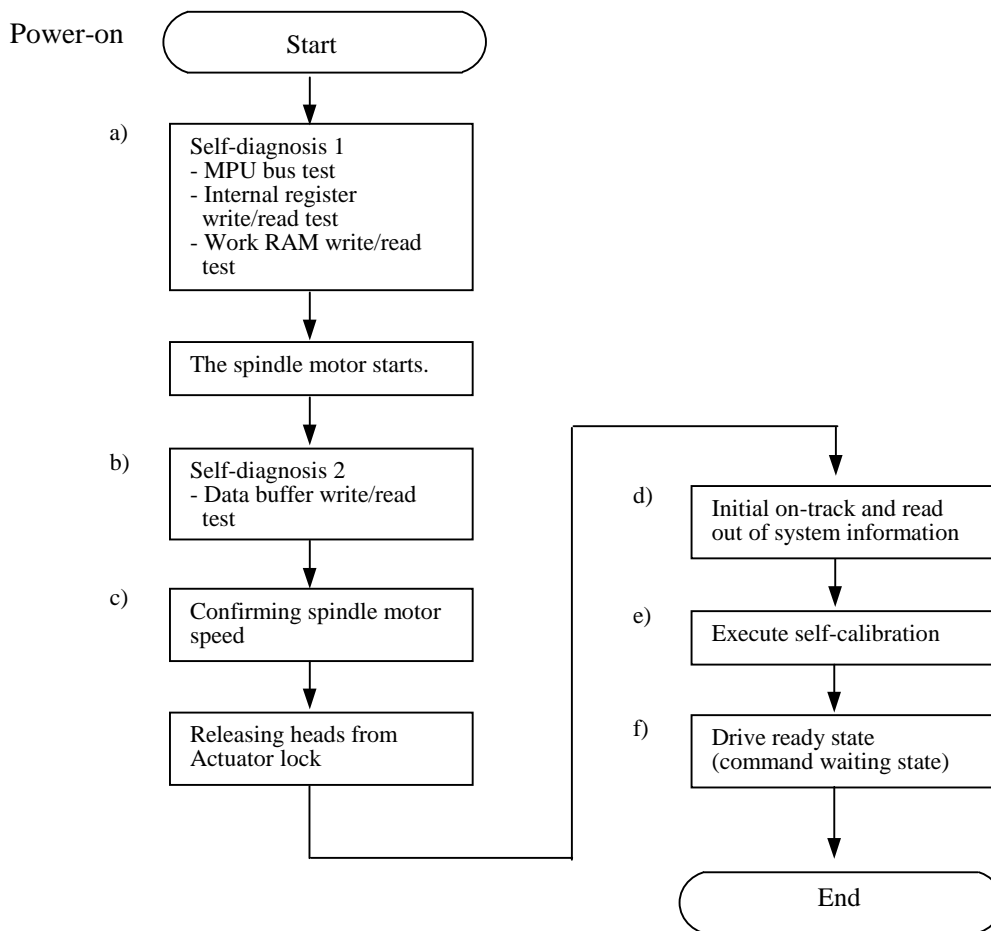 Power-on
Start
a)
Self-diagnosis 1
- MPU bus test
- Internal register
write/read test
- Work RAM write/read
test
The spindle motor starts.
b)
Self-diagnosis 2
- Data buffer write/read
test
c)
Confirming spindle motor
speed
Releasing heads from
Actuator lock
d)
Initial on-track and read
out of system information
e)
Execute self-calibration
f)
Drive ready state
(command waiting state)
End